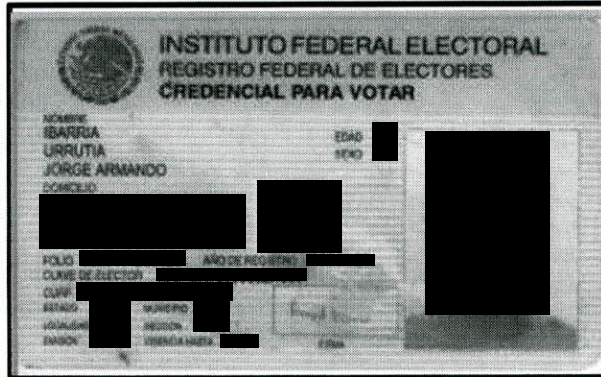 INSTITUTO FEDERAL ELECTORAL
REGISTRO FEDERAL DE ELECTORES
CREDENCIAL PARA VOTAR
NOMBRE
IBARRIA
URRUTIA
JORGE ARMANDO
EDAD
SEXO
DOMICILIO
FOLIO AÑO DE REGISTRO
CLAVE DE ELECTOR
CURP
ESTADO MUNICIPIO
LOCALIDAD SECCION
EMISION VIGENCIA HASTA
FIRMA